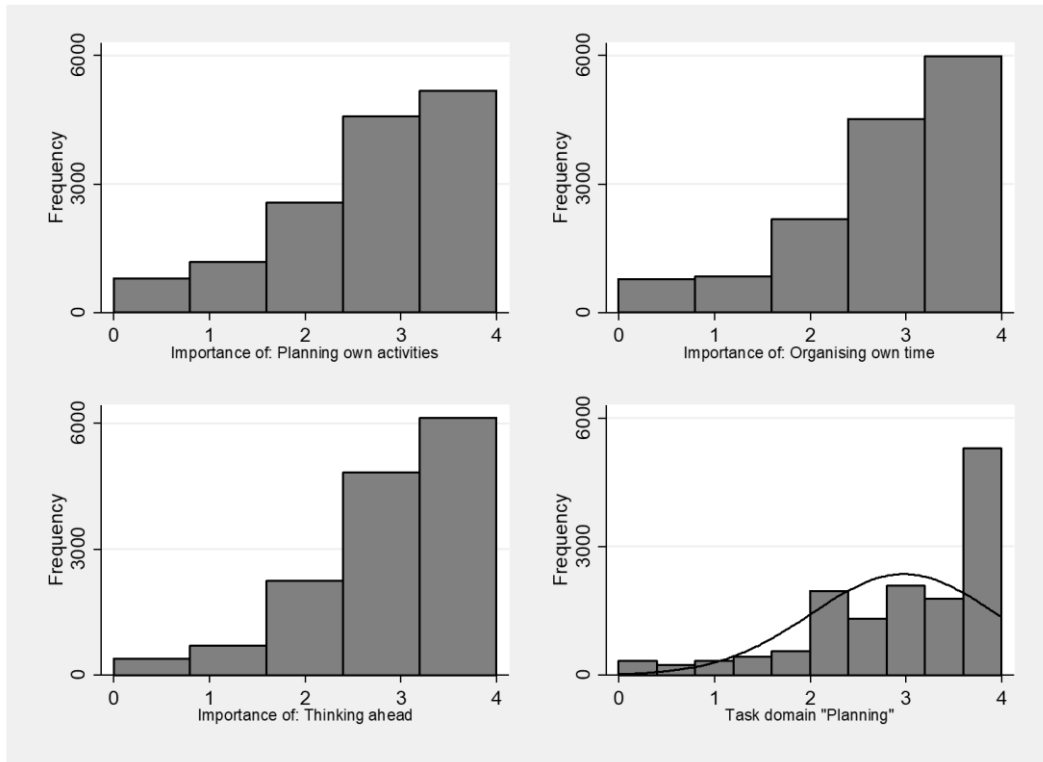 Frequency
6000
3000
0
0 1 2 3 4
Importance of: Planning own activities
Frequency
6000
3000
0
0 1 2 3 4
Importance of: Organising own time
Frequency
6000
3000
0
0 1 2 3 4
Importance of: Thinking ahead
Frequency
6000
3000
0
0 1 2 3 4
Task domain "Planning"